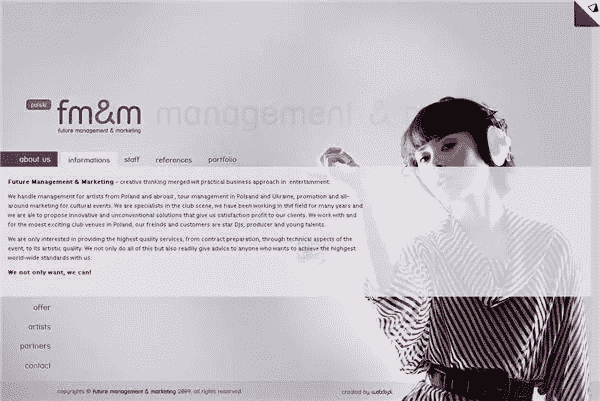 polski
fm&m
management & m
future management & marketing
about us
informations
staff
references
portfolio
Future Management & Marketing - creative thinking merged wit practical business approach in entertainment.
We handle management for artists from Polsand and abroad , tour management in Polsand and Ukraine, promotion and all-
around marketing for cultural events. We are specialists in the club scene, we have been working in thf field for many years and
we are ale to propose innovative and unconventional solutions that give us satisfaction profit to our clients. We work with and
for the moest exciting club venues in Poland, our freinds and customers are star Djs, producer and young talents.
We are only interested in providing the highest quality services, from contract preparation, through technical aspects of the
event, to its artistic quality. We not only do all of this but also readily give advice to anyone who wants to achieve the highgest
world-wide standards with us.
We not only want, we can!
offer
artists
partners
contact
copyrights © future management & marketing 2009, all rights reserved.
created by